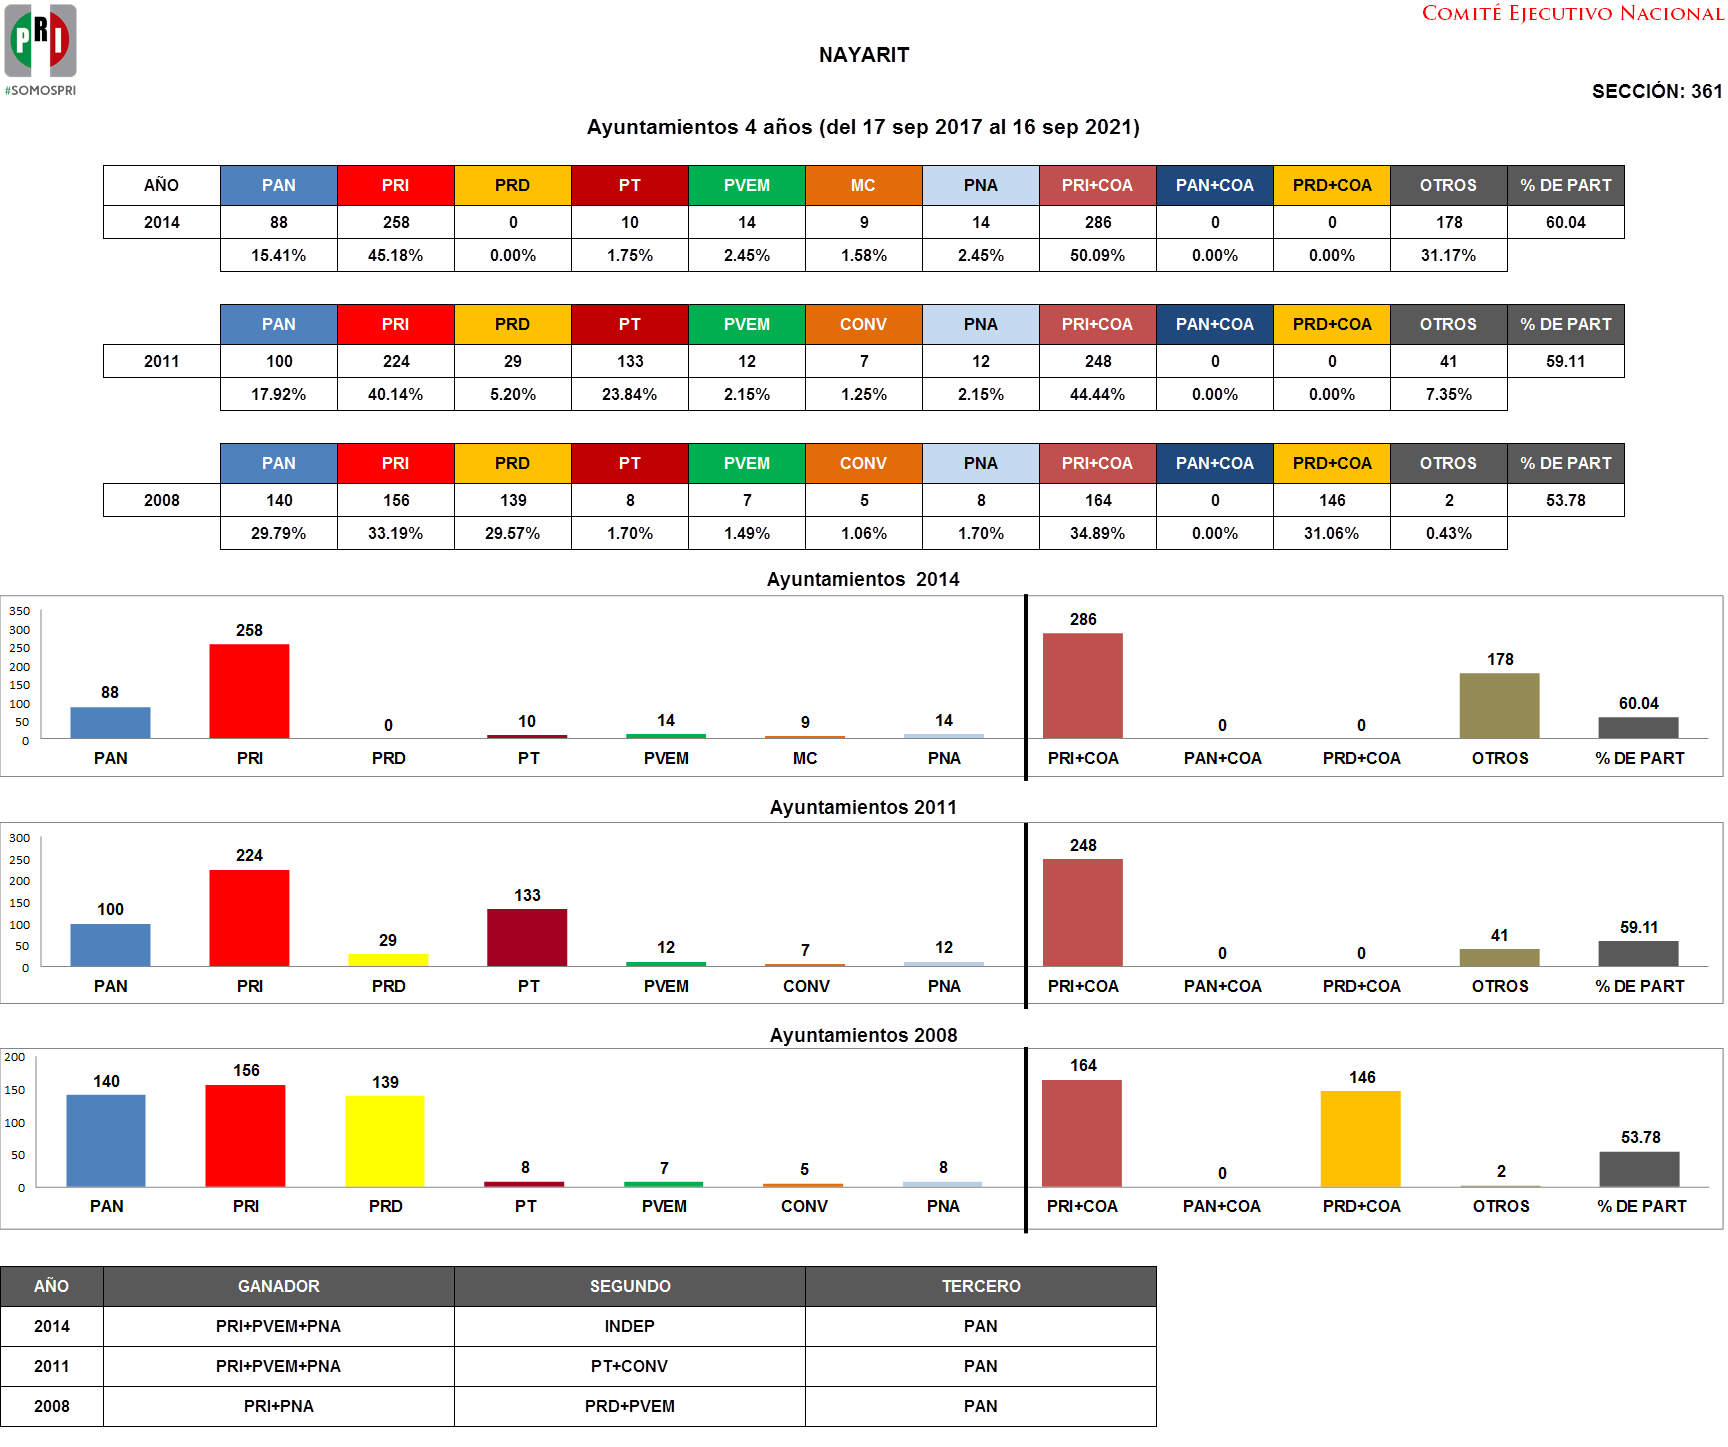 PRI
#SOMOSPRI
COMITÉ EJECUTIVO NACIONAL
NAYARIT
SECCIÓN: 361
Ayuntamientos 4 años (del 17 sep 2017 al 16 sep 2021)
AÑO PAN PRI PRD PT PVEM MC PNA PRI+COA PAN+COA PRD+COA OTROS % DE PART
2014 88 258 0 10 14 9 14 286 0 0 178 60.04
15.41% 45.18% 0.00% 1.75% 2.45% 1.58% 2.45% 50.09% 0.00% 0.00% 31.17%
PAN PRI PRD PT PVEM CONV PNA PRI+COA PAN+COA PRD+COA OTROS % DE PART
2011 100 224 29 133 12 7 12 248 0 0 41 59.11
17.92% 40.14% 5.20% 23.84% 2.15% 1.25% 2.15% 44.44% 0.00% 0.00% 7.35%
PAN PRI PRD PT PVEM CONV PNA PRI+COA PAN+COA PRD+COA OTROS % DE PART
2008 140 156 139 8 7 5 8 164 0 146 2 53.78
29.79% 33.19% 29.57% 1.70% 1.49% 1.06% 1.70% 34.89% 0.00% 31.06% 0.43%
Ayuntamientos 2014
350
300
250
200
150
100
50
0
88 258 0 10 14 9 14 286 0 0 178 60.04
PAN PRI PRD PT PVEM MC PNA PRI+COA PAN+COA PRD+COA OTROS % DE PART
Ayuntamientos 2011
300
250
200
150
100
50
0
100 224 29 133 12 7 12 248 0 0 41 59.11
PAN PRI PRD PT PVEM CONV PNA PRI+COA PAN+COA PRD+COA OTROS % DE PART
Ayuntamientos 2008
200
150
100
50
0
140 156 139 8 7 5 8 164 0 146 2 53.78
PAN PRI PRD PT PVEM CONV PNA PRI+COA PAN+COA PRD+COA OTROS % DE PART
AÑO GANADOR SEGUNDO TERCERO
2014 PRI+PVEM+PNA INDEP PAN
2011 PRI+PVEM+PNA PT+CONV PAN
2008 PRI+PNA PRD+PVEM PAN